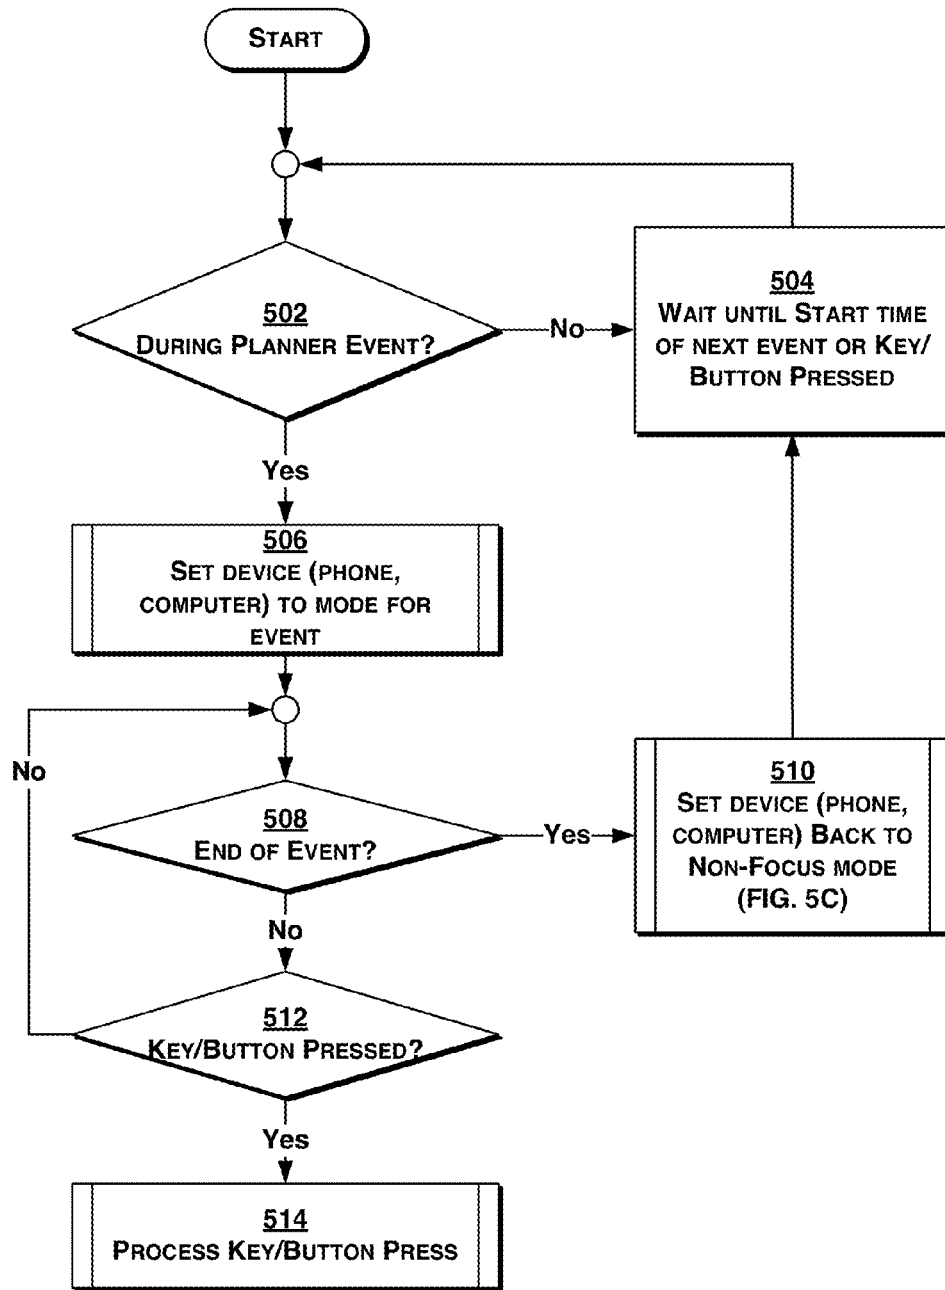 START
502
DURING PLANNER EVENT?
No
504
WAIT UNTIL START TIME
OF NEXT EVENT OR KEY/
BUTTON PRESSED
Yes
506
SET DEVICE (PHONE,
COMPUTER) TO MODE FOR
EVENT
No
508
END OF EVENT?
Yes
510
SET DEVICE (PHONE,
COMPUTER) BACK TO
NON-FOCUS MODE
(FIG. 5C)
No
512
KEY/BUTTON PRESSED?
Yes
514
PROCESS KEY/BUTTON PRESS